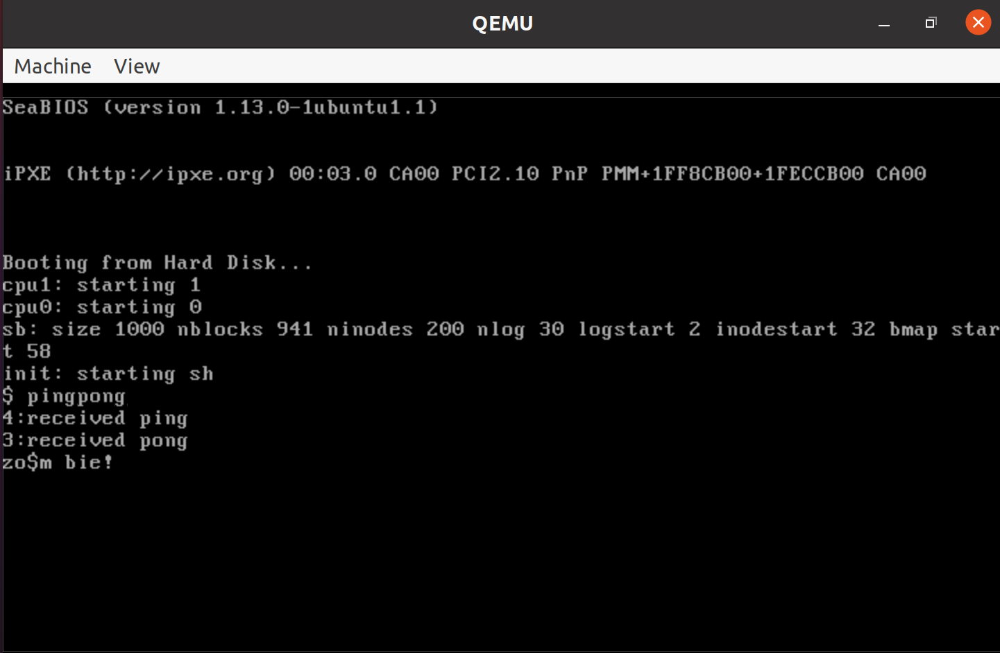 QEMU
Machine View
SeaBIOS (version 1.13.0-1ubuntu1.1)
iPXE (http://ipxe.org) 00:03.0 CA00 PCI2.10 PnP PMM+1FF8CB00+1FECCB00 CA00
Booting from Hard Disk...
cpu1: starting 1
cpu0: starting 0
sb: size 1000 nblocks 941 ninodes 200 nlog 30 logstart 2 inodestart 32 bmap star
t 58
init: starting sh
$ pingpong
4:received ping
3:received pong
zo$m bie!